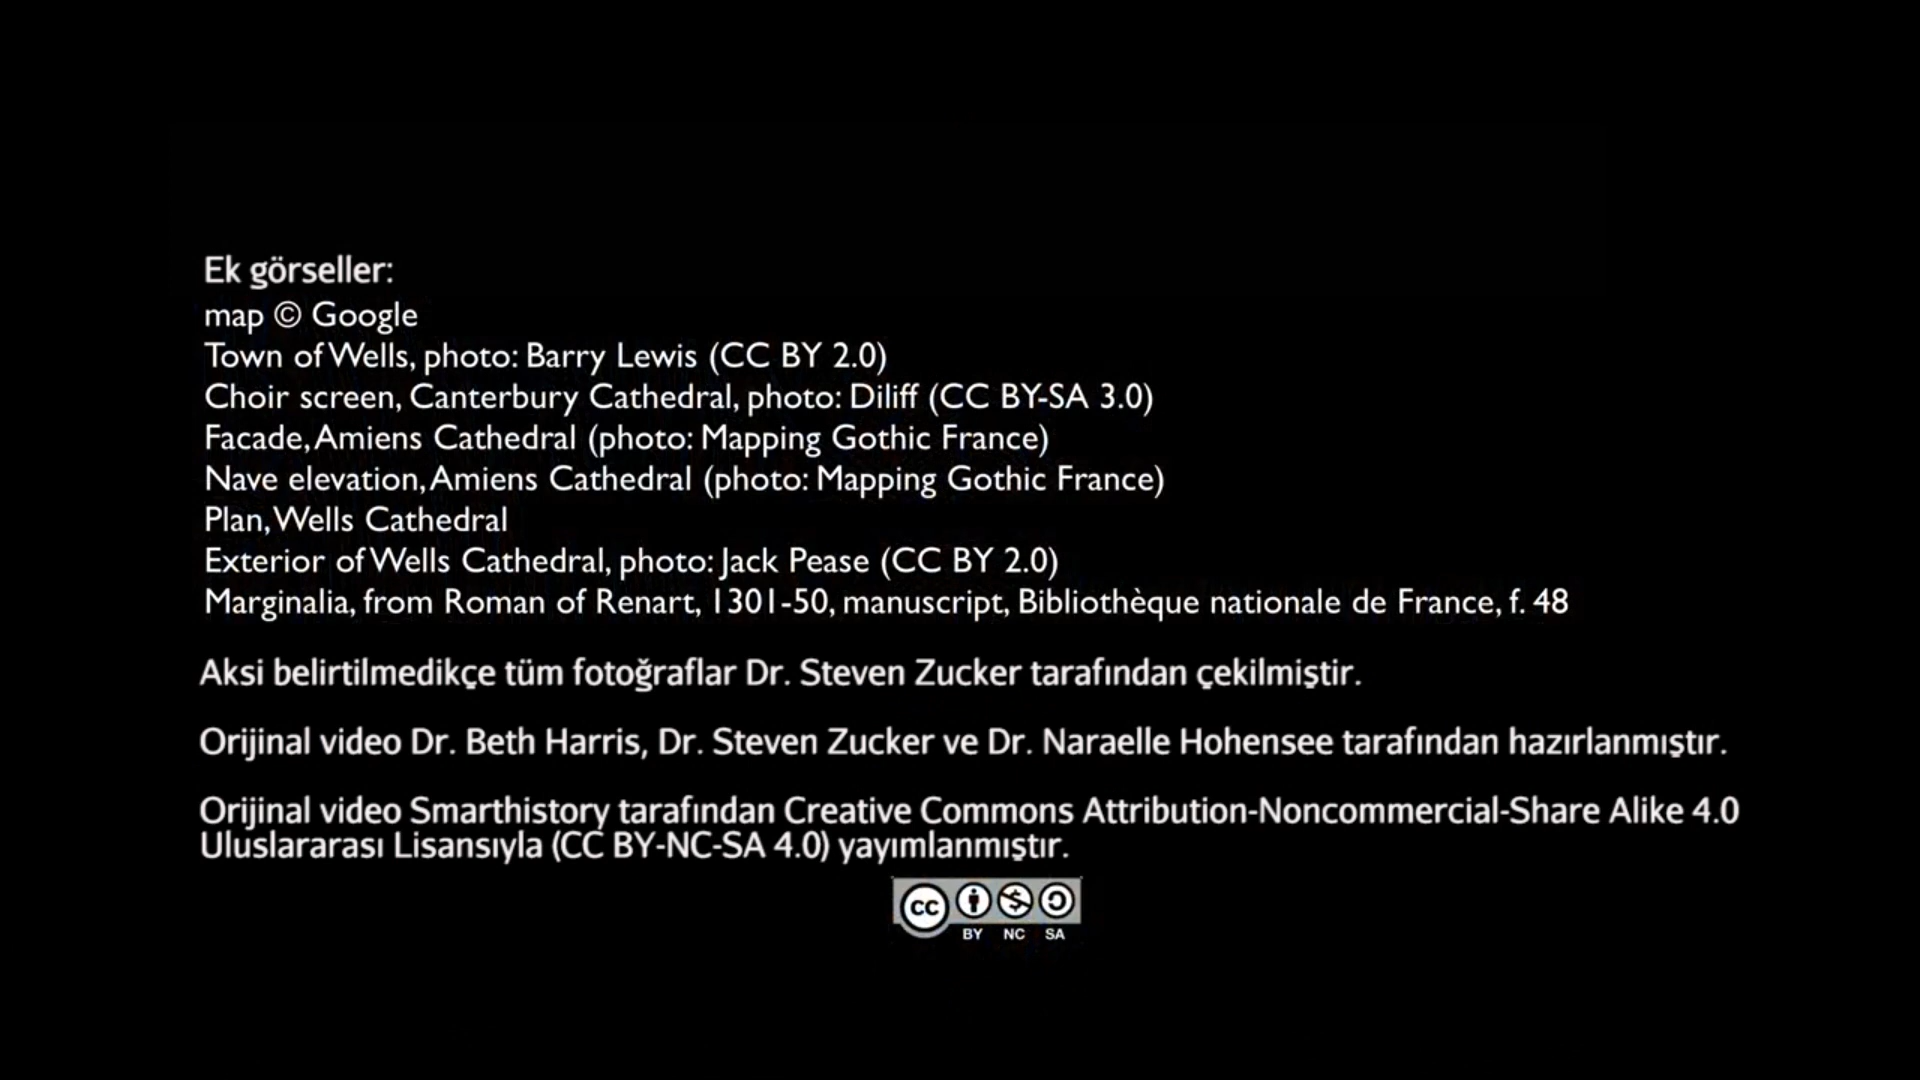 Ek görseller:
map © Google
Town of Wells, photo: Barry Lewis (CC BY 2.0)
Choir screen, Canterbury Cathedral, photo: Diliff (CC BY-SA 3.0)
Facade, Amiens Cathedral (photo: Mapping Gothic France)
Nave elevation, Amiens Cathedral (photo: Mapping Gothic France)
Plan, Wells Cathedral
Exterior of Wells Cathedral, photo: Jack Pease (CC BY 2.0)
Marginalia, from Roman of Renart, 1301-50, manuscript, Bibliothèque nationale de France, f. 48
Aksi belirtilmedikçe tüm fotoğraflar Dr. Steven Zucker tarafından çekilmiştir.
Orijinal video Dr. Beth Harris, Dr. Steven Zucker ve Dr. Naraelle Hohensee tarafından hazırlanmıştır.
Orijinal video Smarthistory tarafından Creative Commons Attribution-Noncommercial-Share Alike 4.0
Uluslararası Lisansıyla (CC BY-NC-SA 4.0) yayımlanmıştır.
cc
BY NC SA